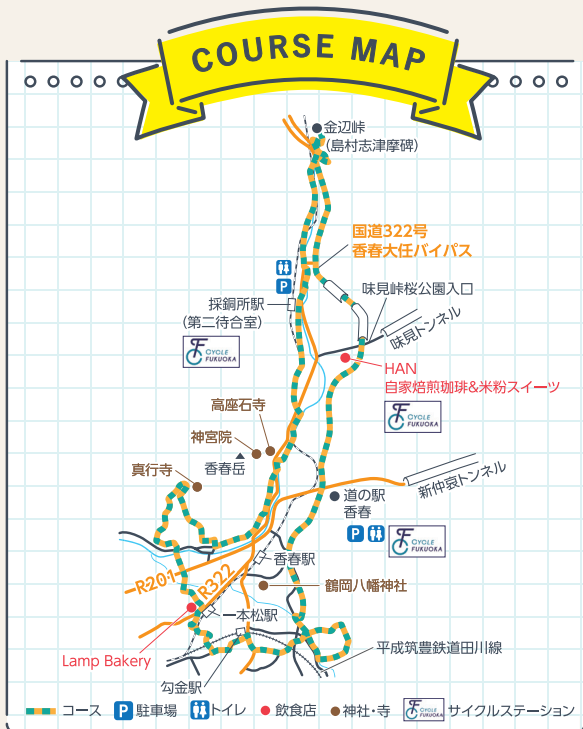 COURSE MAP
金辺峠
(島村志津摩碑)
国道322号
香春大任バイパス
P
味見峠桜公園入口
採銅所駅
(第二待合室)
味見トンネル
CYCLE
FUKUOKA
HAN
自家焙煎珈琲&米粉スイーツ
高座石寺
CYCLE
FUKUOKA
神宮院
香春岳
真行寺
新仲哀トンネル
道の駅
香春
P
CYCLE
FUKUOKA
香春駅
R201
R322
鶴岡八幡神社
一本松駅
平成筑豊鉄道田川線
Lamp Bakery
勾金駅
コース
P 駐車場
トイレ
飲食店
神社・寺
CYCLE
FUKUOKA
サイクルステーション